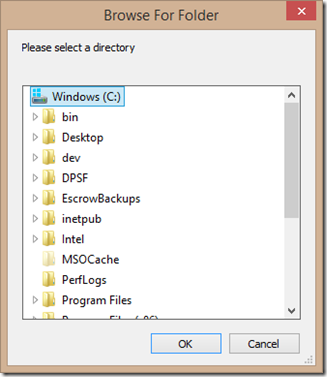 Browse For Folder
Please select a directory
Windows (C:)
bin
Desktop
dev
DPSF
EscrowBackups
inetpub
Intel
MSOCache
PerfLogs
Program Files
OK
Cancel